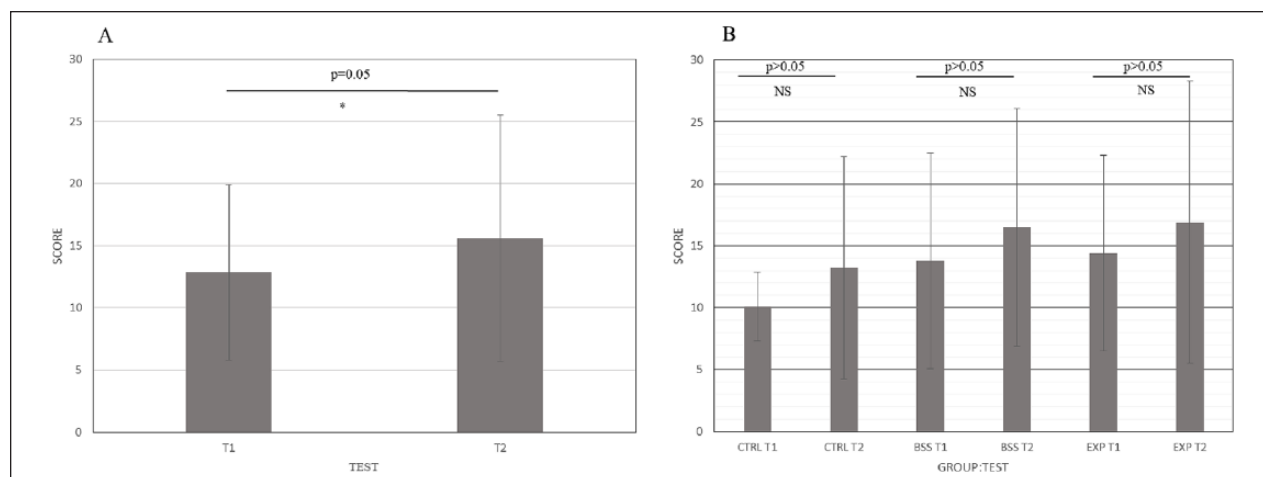 A
30
25
20
15
10
5
0
SCORE
p=0.05
*
T1
T2
TEST
B
30
25
20
15
10
5
0
SCORE
p>0.05
NS
p>0.05
NS
p>0.05
NS
CTRL T1
CTRL T2
BSS T1
BSS T2
EXP T1
EXP T2
GROUP:TEST